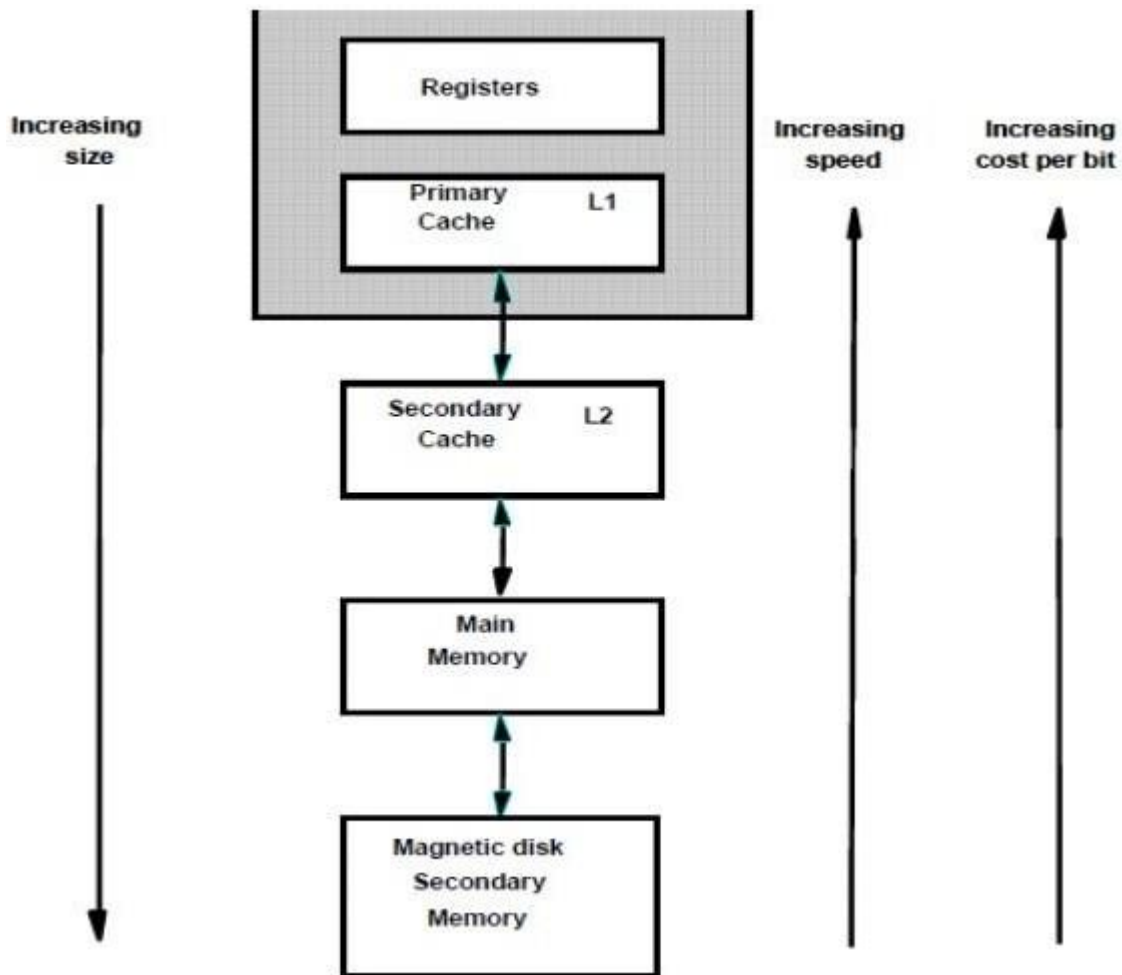 Registers
Increasing
size
Increasing
speed
Increasing
cost per bit
Primary
Cache
L1
Secondary
Cache
L2
Main
Memory
Magnetic disk
Secondary
Memory